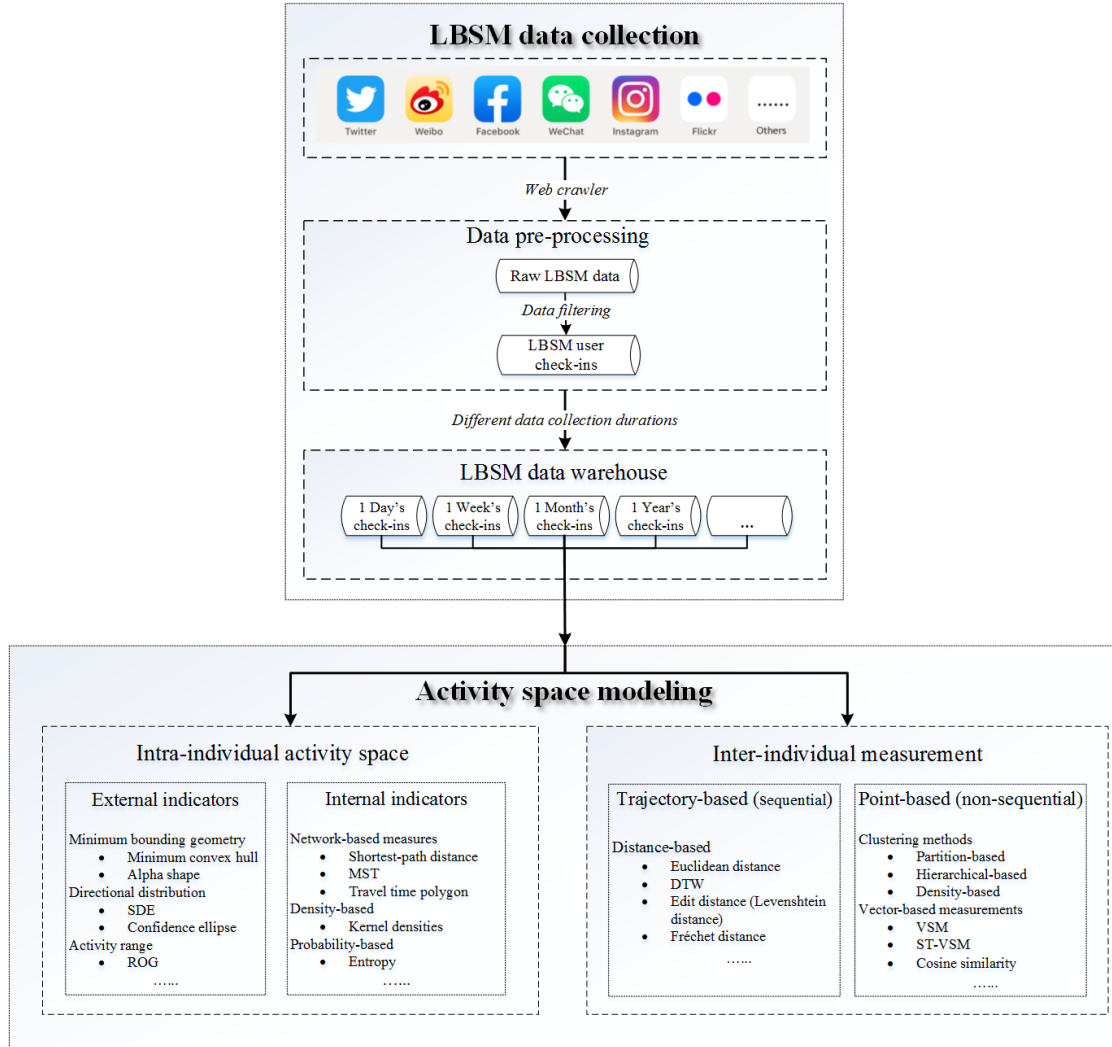 LBSM data collection
Twitter
Weibo
Facebook
WeChat
Instagram
Flickr
......
Others
Web crawler
Data pre-processing
Raw LBSM data
Data filtering
LBSM user
check-ins
Different data collection durations
LBSM data warehouse
1 Day's
check-ins
1 Week's
check-ins
1 Month's
check-ins
1 Year's
check-ins
...
Activity space modeling
Intra-individual activity space
External indicators
Minimum bounding geometry
• Minimum convex hull
• Alpha shape
Directional distribution
• SDE
• Confidence ellipse
Activity range
• ROG
……
Internal indicators
Network-based measures
• Shortest-path distance
• MST
• Travel time polygon
Density-based
• Kernel densities
Probability-based
• Entropy
……
Inter-individual measurement
Trajectory-based (sequential)
Distance-based
• Euclidean distance
• DTW
• Edit distance (Levenshtein
distance)
• Fréchet distance
……
Point-based (non-sequential)
Clustering methods
• Partition-based
• Hierarchical-based
• Density-based
Vector-based measurements
• VSM
• ST-VSM
• Cosine similarity
……